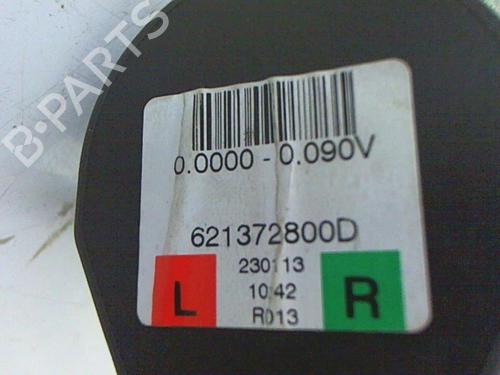 B-PARTS
0.0000 - 0.090V
621372800D
230113
L
10:42
R
R013